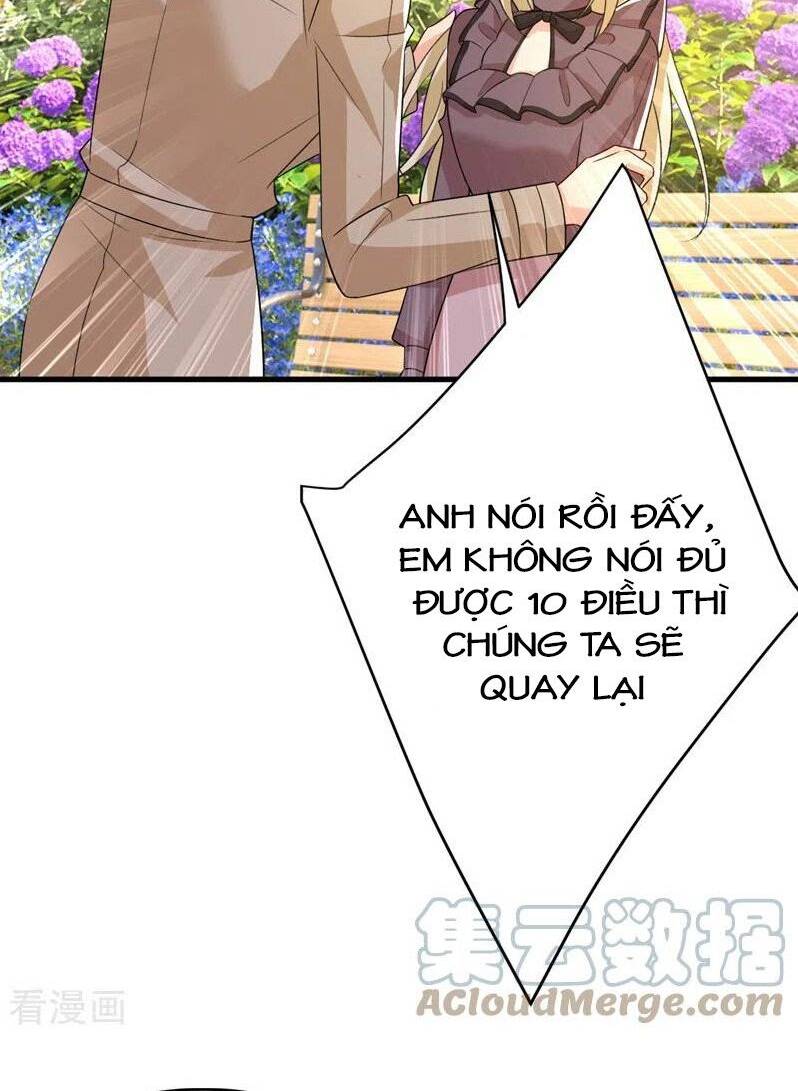 ANH NÓI RỒI ĐẤY,
EM KHÔNG NÓI ĐỦ
ĐƯỢC 10 ĐIỀU THÌ
CHÚNG TA SẼ
QUAY LẠI
集云数据
看漫画
ACloudMerge.com